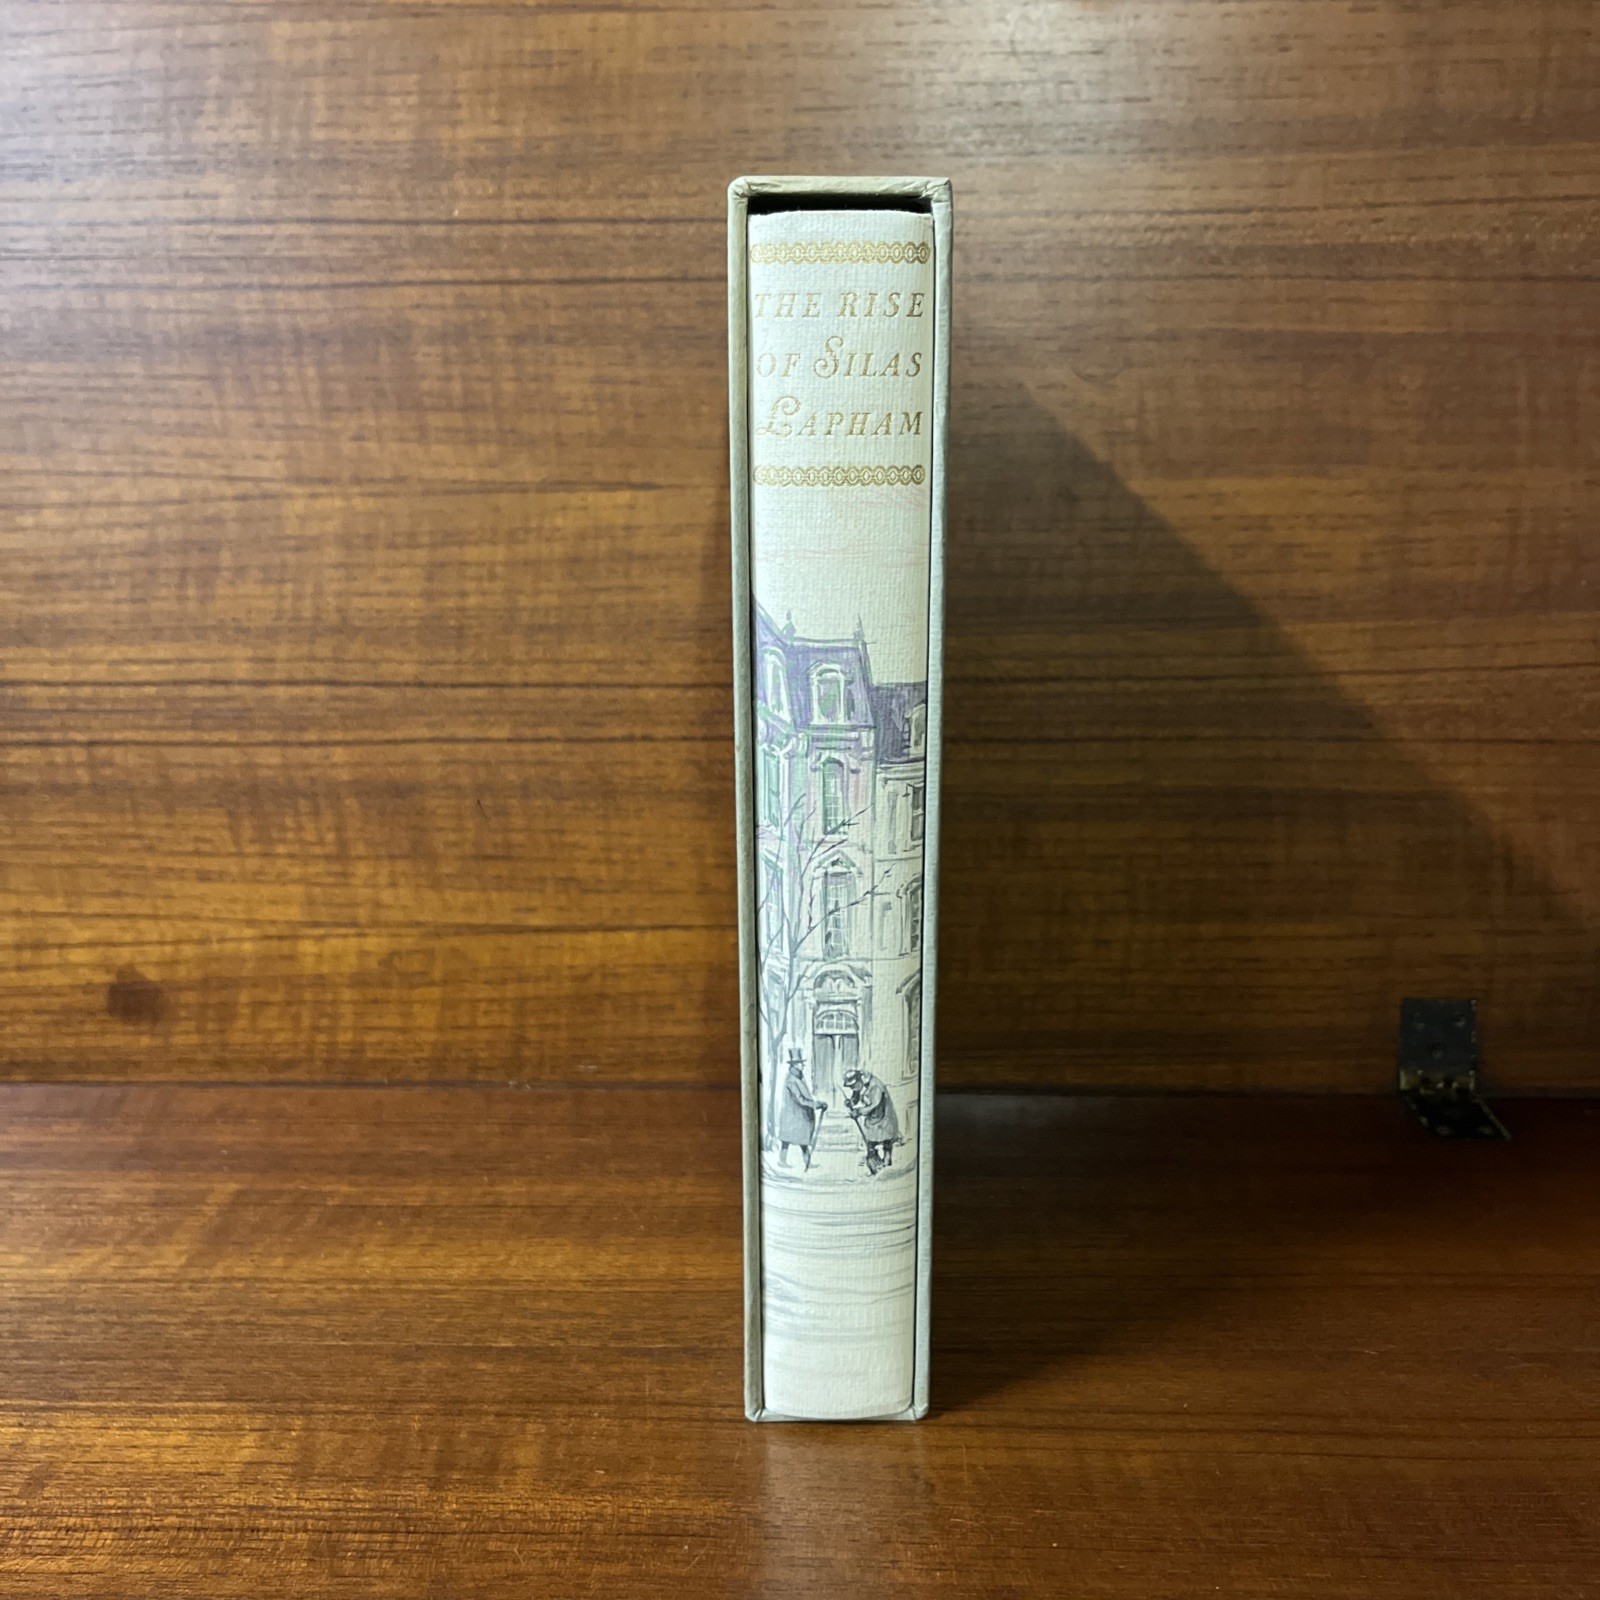 THE RISE
OF SILAS
LAPHAM